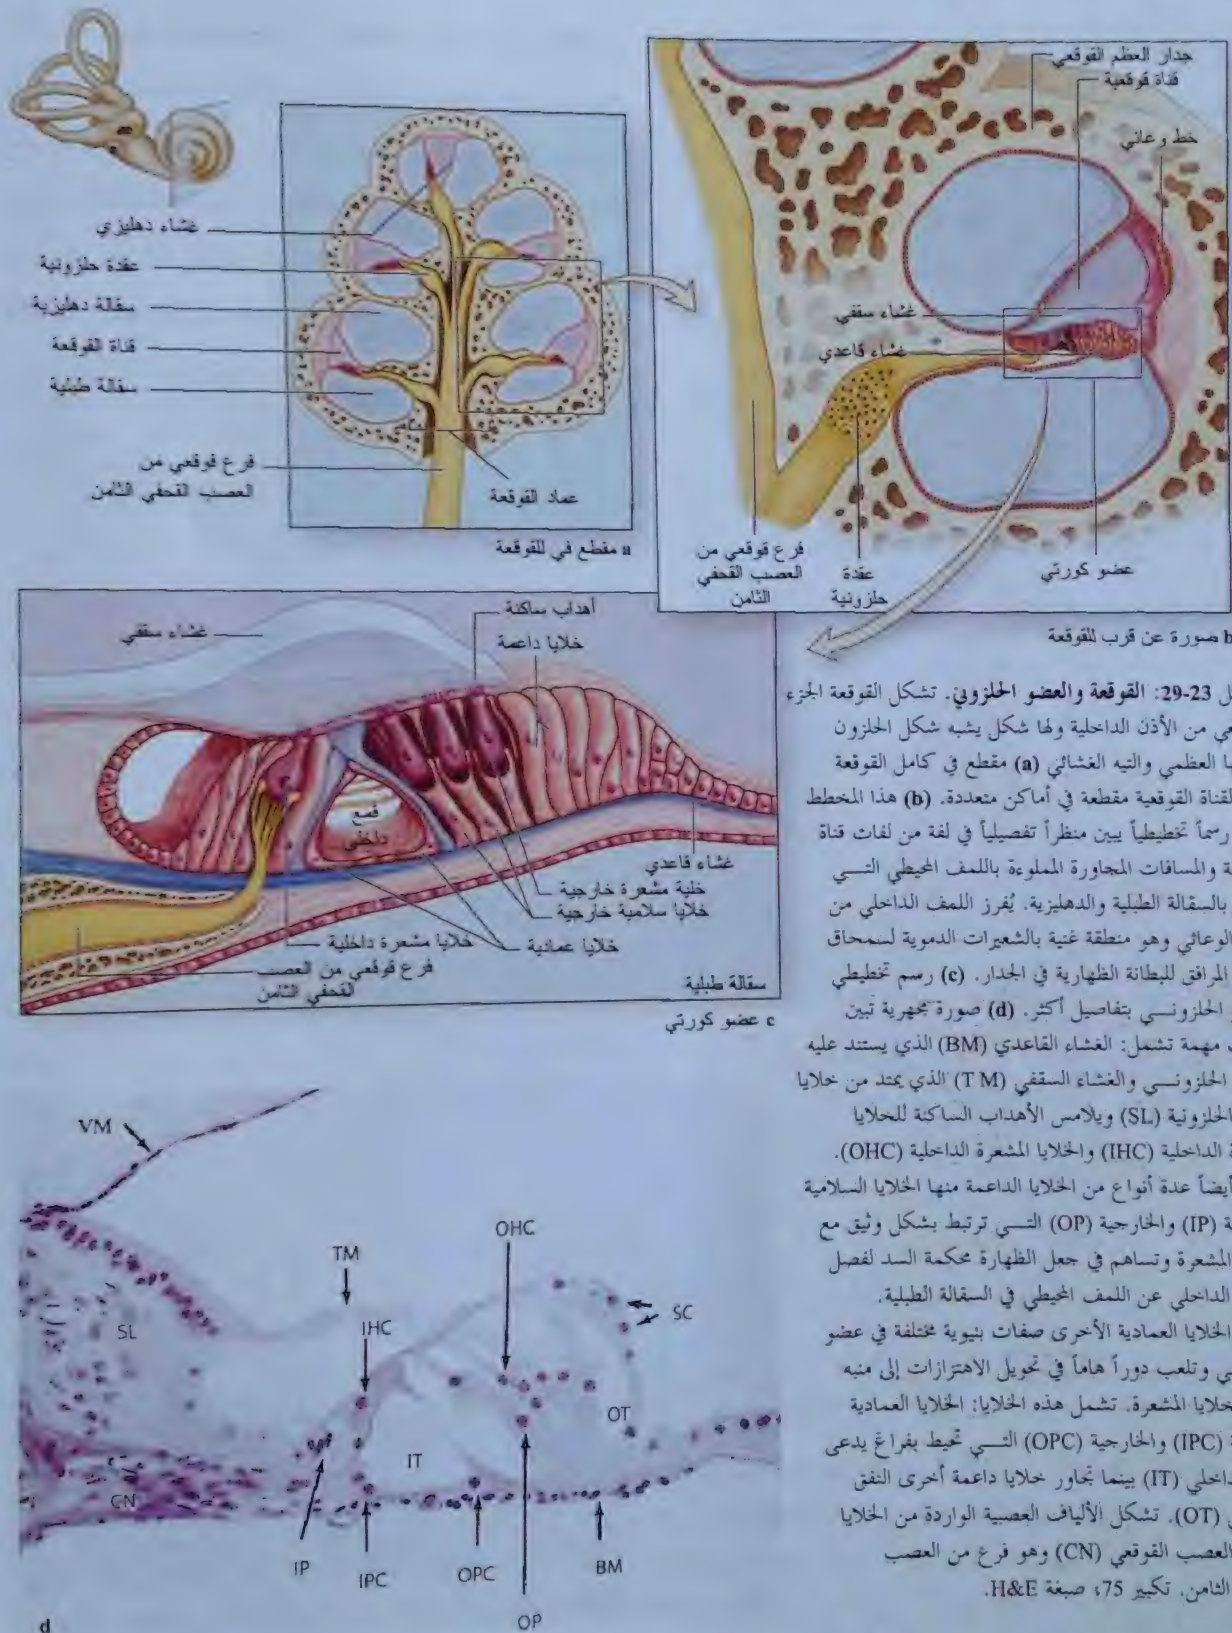 غشاء دهليزي
عقدة حلزونية
سقالة دهليزية
قناة القوقعة
سقالة طبلية
فرع قوقعي من
العصب القحفي الثامن
عماد القوقعة
a مقطع في للقوقعة
جدار العظم القوقعي
قناة قوقعية
خط وعائي
غشاء سقفي
غشاء قاعدي
فرع قوقعي من
العصب القحفي
الثامن
عقدة
حلزونية
عضو كورتي
b صورة عن قرب للقوقعة
أهداب ساكنة
خلايا داعمة
غشاء سقفي
داخلي
غشاء قاعدي
خلية مشعرة خارجية
خلايا سلامية خارجية
خلايا عمادية
خلايا مشعرة داخلية
فرع قوقعي من العصب
القحفي الثامن
سقالة طبلية
c عضو كورتي
29-23: القوقعة والعضو الحلزوني. تشكل القوقعة الجزء
من الأذن الداخلية ولها شكل يشبه شكل الحلزون
العظمي والتيه الغشائي (a) مقطع في كامل القوقعة
القناة القوقعية مقطعة في أماكن متعددة. (b) هذا المخطط
رسماً تخطيطياً يبين منظراً تفصيلياً في لفة من لفات قناة
والمسافات المجاورة المملوءة باللمف المحيطي التي
بالسقالة الطبلية والدهليزية. يُفرز اللمف الداخلي من
الوعائي وهو منطقة غنية بالشعيرات الدموية لسمحاق
المرافق للبطانة الظهارية في الجدار. (c) رسم تخطيطي
الحلزوني بتفاصيل أكثر. (d) صورة مجهرية تبين
مهمة تشمل: الغشاء القاعدي (BM) الذي يستند عليه
الحلزوني والغشاء السقفي (TM) الذي يمتد من خلايا
الحلزونية (SL) ويلامس الأهداب الساكنة للخلايا
الداخلية (IHC) والخلايا المشعرة الداخلية (OHC).
أيضاً عدة أنواع من الخلايا الداعمة منها الخلايا السلامية
(IP) والخارجية (OP) التي ترتبط بشكل وثيق مع
المشعرة وتساهم في جعل الظهارة محكمة السد لفصل
الداخلي عن اللمف المحيطي في السقالة الطبلية.
الخلايا العمادية الأخرى صفات بنيوية مختلفة في عضو
وتلعب دوراً هاماً في تحويل الاهتزازات إلى منبه
المشعرة. تشمل هذه الخلايا: الخلايا العمادية
(IPC) والخارجية (OPC) التي تحيط بفراغ يدعى
(IT) بينما تجاور خلايا داعمة أخرى النفق
(OT). تشكل الألياف العصبية الواردة من الخلايا
العصب القوقعي (CN) وهو فرع من العصب
الثامن. تكبير 75؛ صبغة H&E.
VM
TM
OHC
SL
IHC
SC
OT
IT
CN
IP
IPC
OPC
BM
OP
d